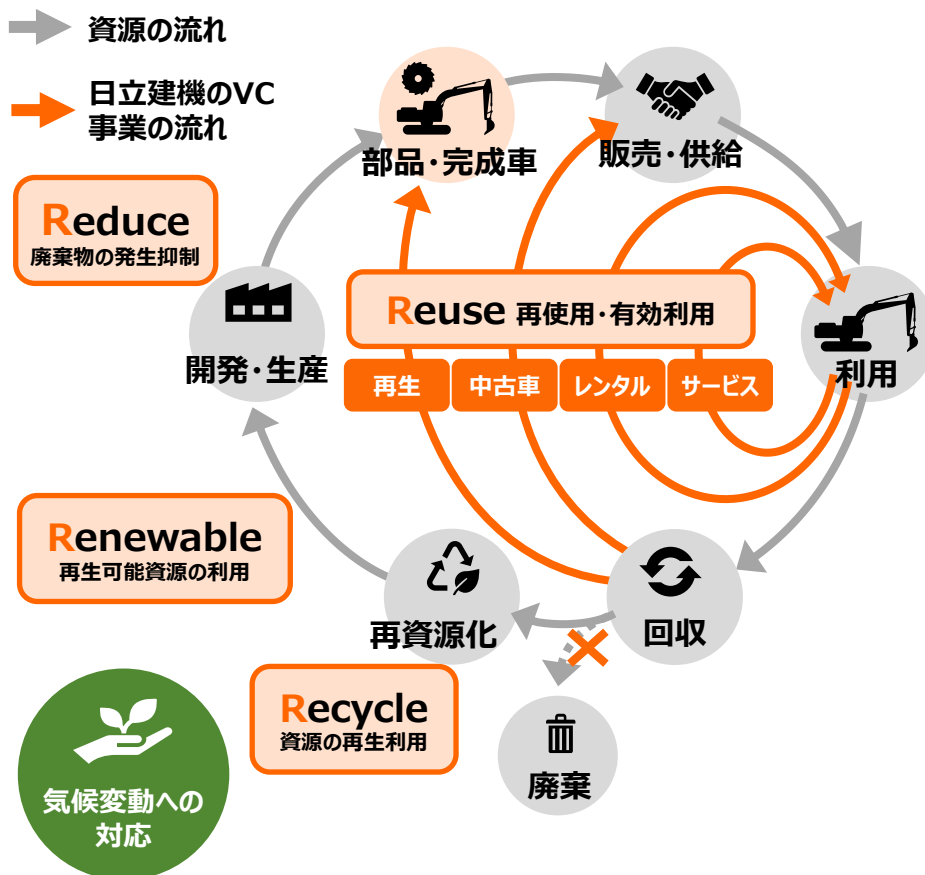 資源の流れ
日立建機のVC
事業の流れ
部品・完成車
販売・供給
Reduce
廃棄物の発生抑制
Reuse 再使用・有効利用
開発・生産
利用
再生
中古車
レンタル
サービス
Renewable
再生可能資源の利用
再資源化
回収
Recycle
資源の再生利用
廃棄
気候変動への
対応